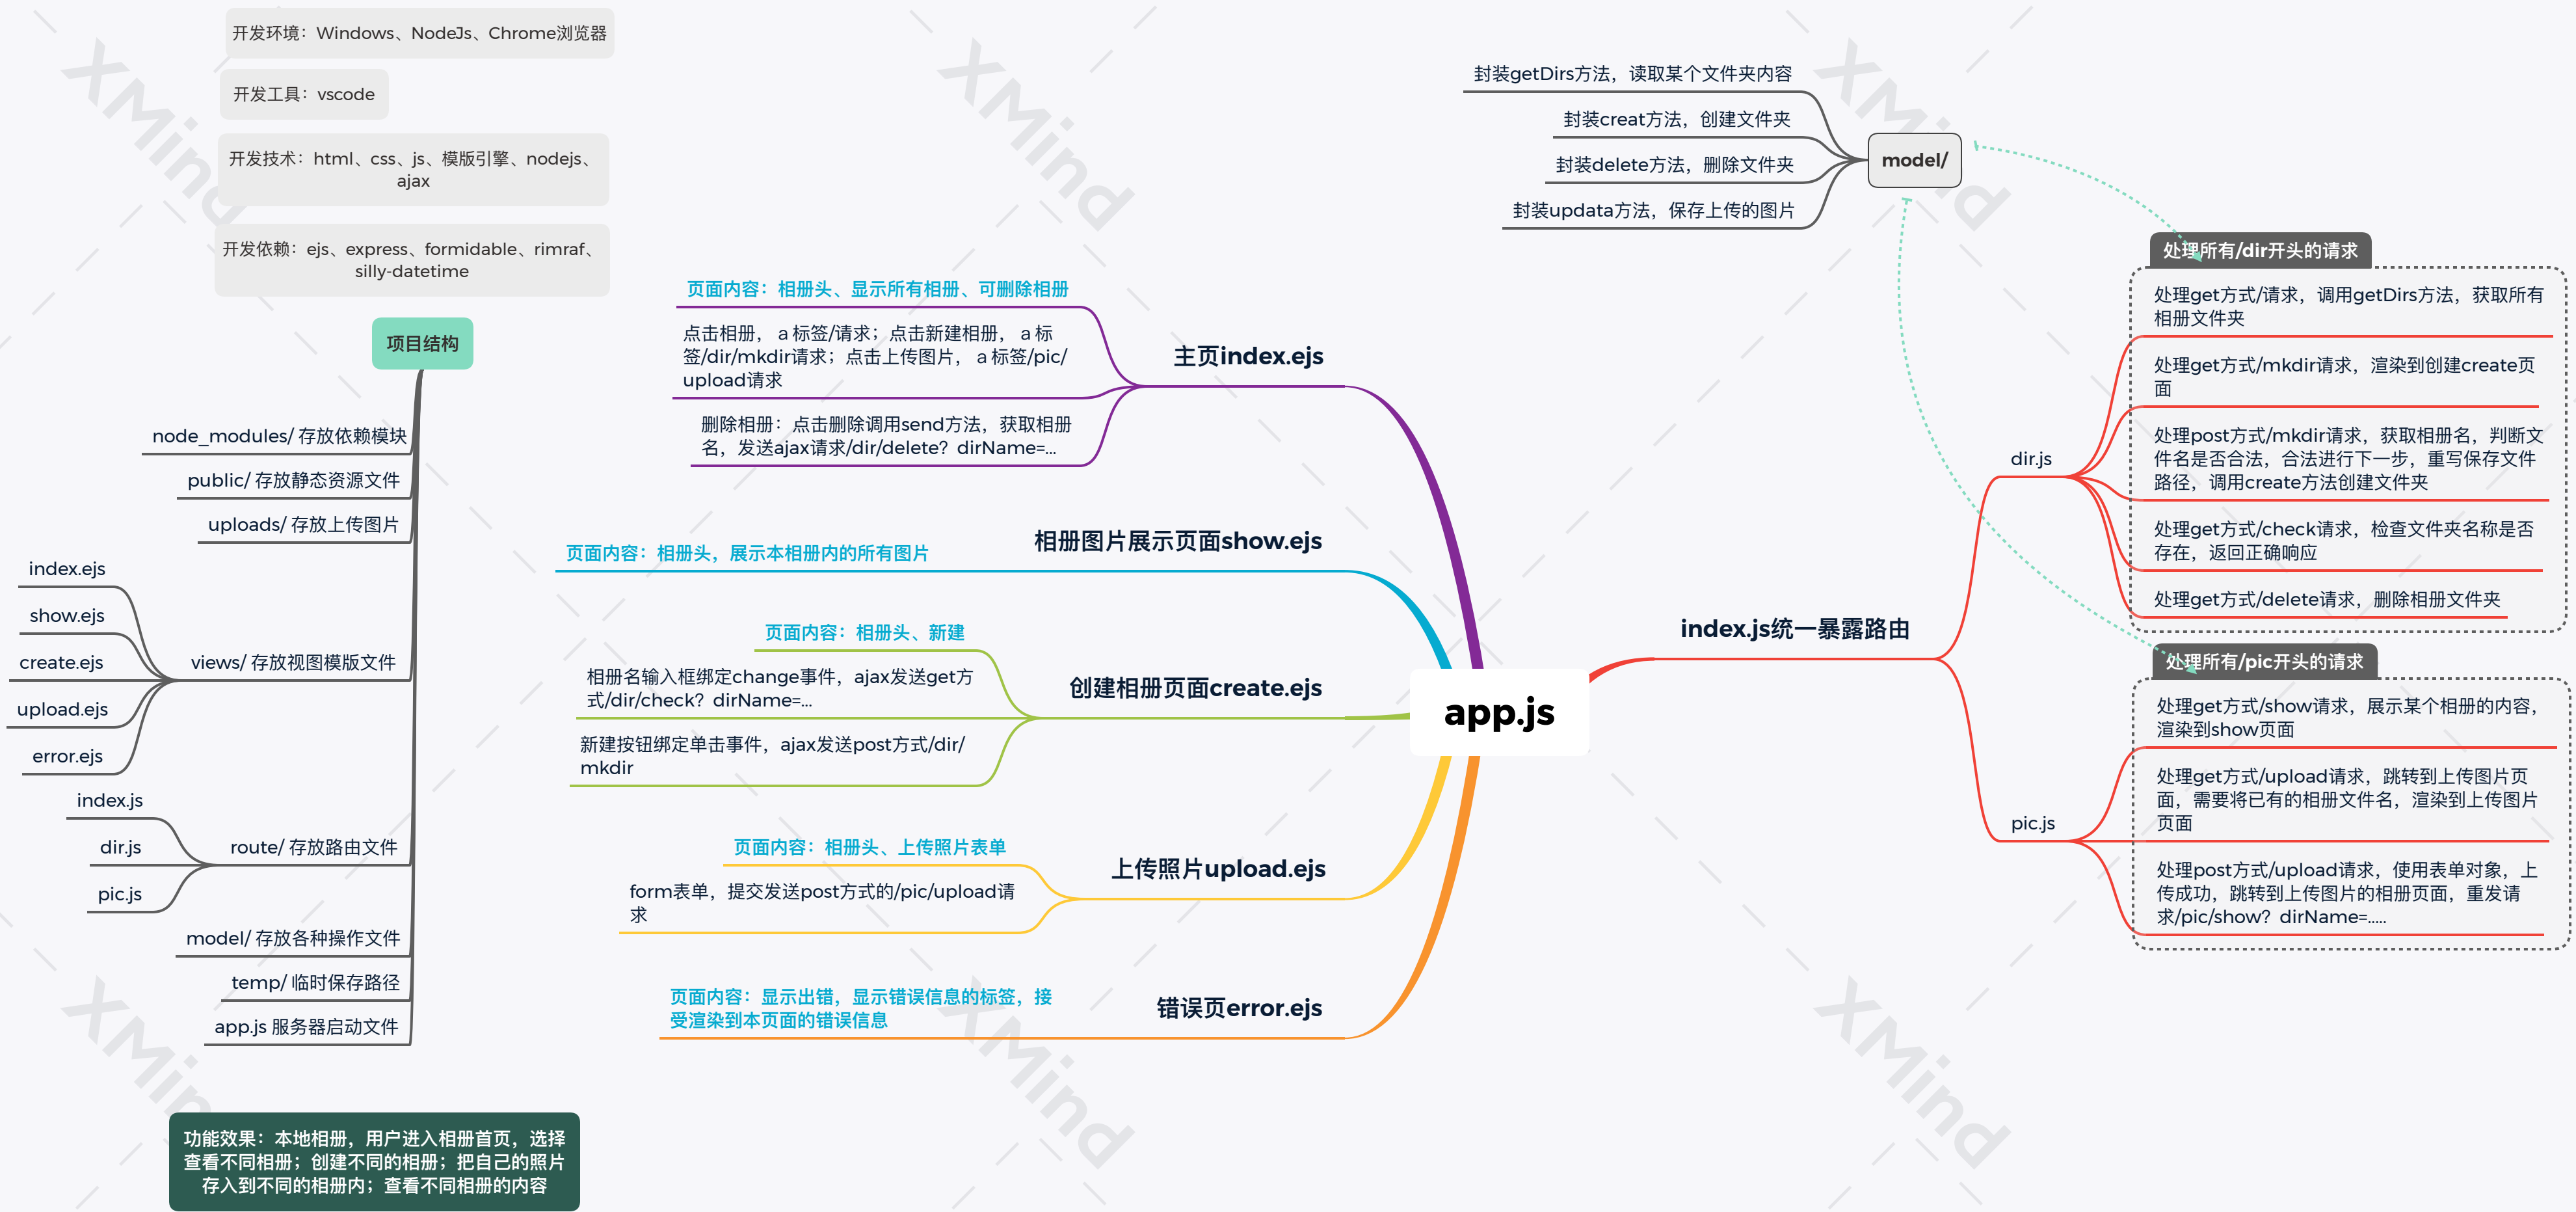 开发环境：Windows、NodeJs、Chrome浏览器
开发工具：vscode
开发技术：html、css、js、模版引擎、nodejs、
ajax
开发依赖：ejs、express、formidable、rimraf、
silly-datetime
项目结构
node_modules/ 存放依赖模块
public/ 存放静态资源文件
uploads/ 存放上传图片
views/ 存放视图模版文件
index.ejs
show.ejs
create.ejs
upload.ejs
error.ejs
route/ 存放路由文件
index.js
dir.js
pic.js
model/ 存放各种操作文件
temp/ 临时保存路径
app.js 服务器启动文件
功能效果：本地相册，用户进入相册首页，选择
查看不同相册；创建不同的相册；把自己的照片
存入到不同的相册内；查看不同相册的内容
app.js
主页index.ejs
页面内容：相册头、显示所有相册、可删除相册
点击相册，a标签/请求；点击新建相册，a标
签/dir/mkdir请求；点击上传图片，a标签/pic/
upload请求
删除相册：点击删除调用send方法，获取相册
名，发送ajax请求/dir/delete？dirName=...
相册图片展示页面show.ejs
页面内容：相册头，展示本相册内的所有图片
创建相册页面create.ejs
页面内容：相册头、新建
相册名输入框绑定change事件，ajax发送get方
式/dir/check？dirName=...
新建按钮绑定单击事件，ajax发送post方式/dir/
mkdir
上传照片upload.ejs
页面内容：相册头、上传照片表单
form表单，提交发送post方式的/pic/upload请
求
错误页error.ejs
页面内容：显示出错，显示错误信息的标签，接
受渲染到本页面的错误信息
model/
封装getDirs方法，读取某个文件夹内容
封装creat方法，创建文件夹
封装delete方法，删除文件夹
封装updata方法，保存上传的图片
index.js统一暴露路由
dir.js
处理所有/dir开头的请求
处理get方式/请求，调用getDirs方法，获取所有
相册文件夹
处理get方式/mkdir请求，渲染到创建create页
面
处理post方式/mkdir请求，获取相册名，判断文
件名是否合法，合法进行下一步，重写保存文件
路径，调用create方法创建文件夹
处理get方式/check请求，检查文件夹名称是否
存在，返回正确响应
处理get方式/delete请求，删除相册文件夹
pic.js
处理所有/pic开头的请求
处理get方式/show请求，展示某个相册的内容，
渲染到show页面
处理get方式/upload请求，跳转到上传图片页
面，需要将已有的相册文件名，渲染到上传图片
页面
处理post方式/upload请求，使用表单对象，上
传成功，跳转到上传图片的相册页面，重发请
求/pic/show？dirName=.....
XMind
XMind
XMind
XMind
XMind
XMind